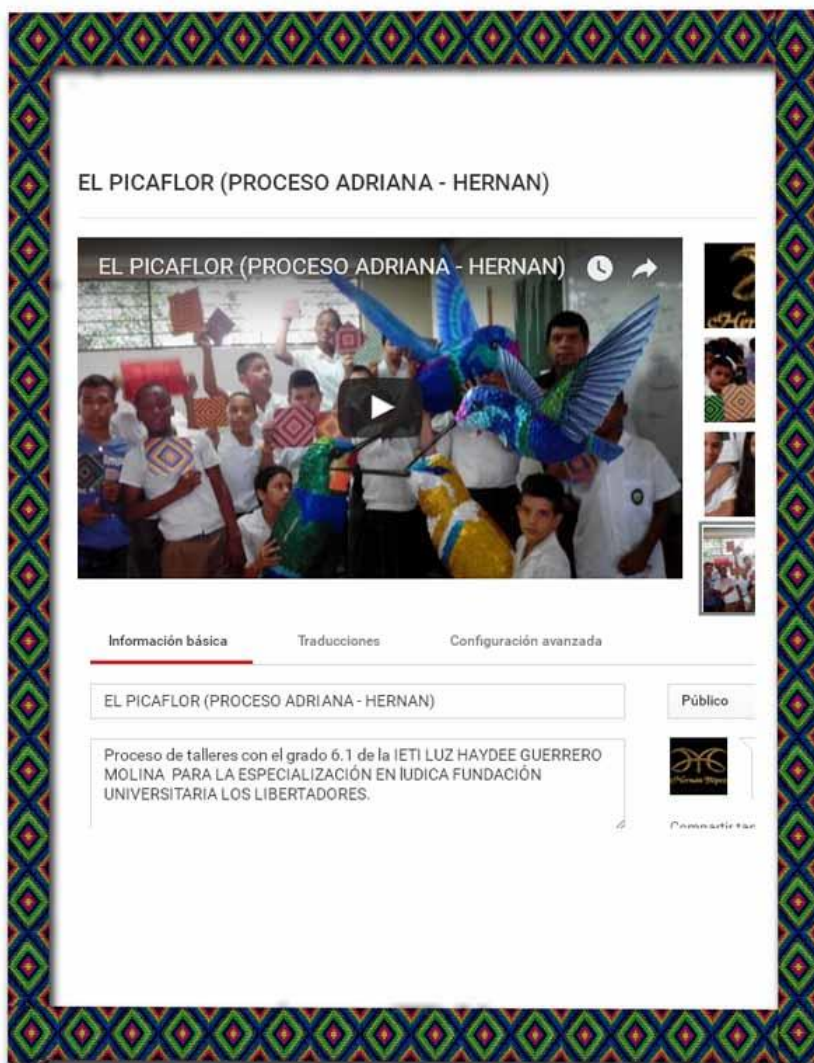 EL PICAFLOR (PROCESO ADRIANA - HERNAN)
EL PICAFLOR (PROCESO ADRIANA - HERNAN)
Información básica
Traducciones
Configuración avanzada
EL PICAFLOR (PROCESO ADRIANA - HERNAN)
Público
Proceso de talleres con el grado 6.1 de la IETI LUZ HAYDEE GUERRERO
MOLINA PARA LA ESPECIALIZACIÓN EN lUDICA FUNDACIÓN
UNIVERSITARIA LOS LIBERTADORES.
Compartir